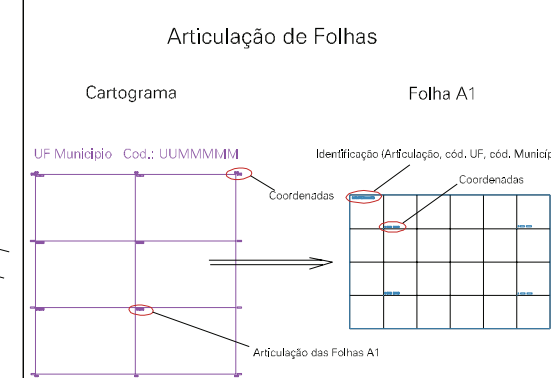 Articulação de Folhas
Cartograma
Folha A1
UF Municipio Cod.: UUMMMMM
Identificação (Articulação, cód. UF, cód. Municíp
Coordenadas
Coordenadas
Articulação das Folhas A1